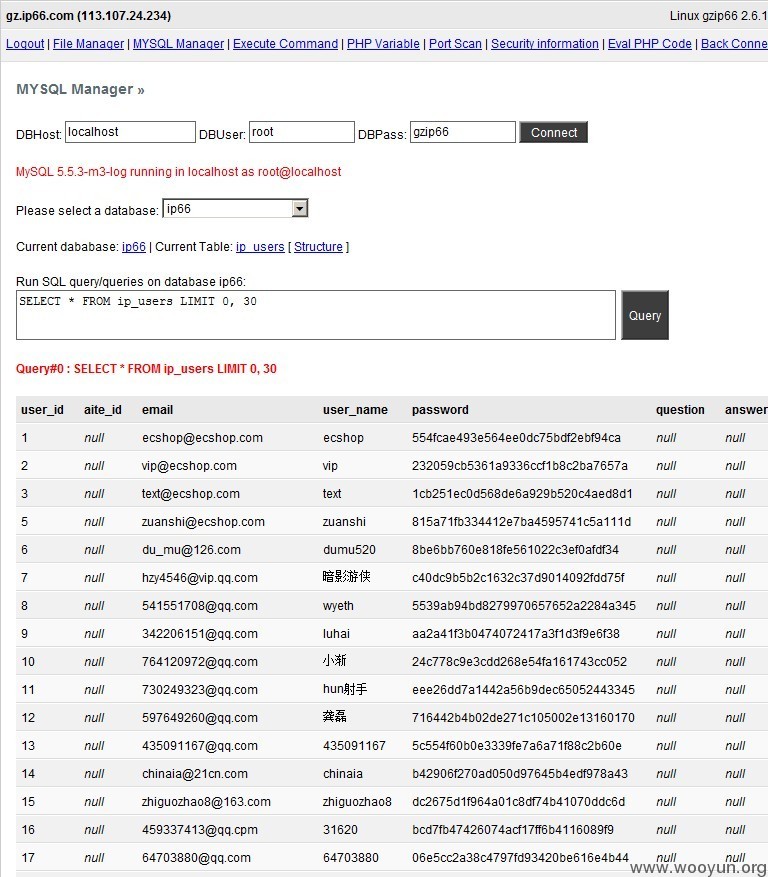 gz.ip66.com (113.107.24.234) Linux gzip66 2.6.1
Logout | File Manager | MYSQL Manager | Execute Command | PHP Variable | Port Scan | Security information | Eval PHP Code | Back Conne
MYSQL Manager »
DBHost: localhost DBUser: root DBPass: gzip66 Connect
MySQL 5.5.3-m3-log running in localhost as root@localhost
Please select a database: ip66
Current dababase: ip66 | Current Table: ip_users [ Structure ]
Run SQL query/queries on database ip66:
SELECT * FROM ip_users LIMIT 0, 30
Query
Query#0 : SELECT * FROM ip_users LIMIT 0, 30
user_id aite_id email user_name password question answer
1 null ecshop@ecshop.com ecshop 554fcae493e564ee0dc75bdf2ebf94ca null null
2 null vip@ecshop.com vip 232059cb5361a9336ccf1b8c2ba7657a null null
3 null text@ecshop.com text 1cb251ec0d568de6a929b520c4aed8d1 null null
5 null zuanshi@ecshop.com zuanshi 815a71fb334412e7ba4595741c5a111d null null
6 null du_mu@126.com dumu520 8be6bb760e818fe561022c3ef0afdf34 null null
7 null hzy4546@vip.qq.com 暗影游侠 c40dc9b5b2c1632c37d9014092fdd75f null null
8 null 541551708@qq.com wyeth 5539ab94bd8279970657652a2284a345 null null
9 null 342206151@qq.com luhai aa2a41f3b0474072417a3f1d3f9e6f38 null null
10 null 764120972@qq.com 小渐 24c778c9e3cdd268e54fa161743cc052 null null
11 null 730249323@qq.com hun射手 eee26dd7a1442a56b9dec65052443345 null null
12 null 597649260@qq.com 龚磊 716442b4b02de271c105002e13160170 null null
13 null 435091167@qq.com 435091167 5c554f60b0e3339fe7a6a71f88c2b60e null null
14 null chinaia@21cn.com chinaia b42906f270ad050d97645b4edf978a43 null null
15 null zhiguozhao8@163.com zhiguozhao8 dc2675d1f964a01c8df74b41070ddc6d null null
16 null 459337413@qq.cpm 31620 bcd7fb47426074acf17ff6b4116089f9 null null
17 null 64703880@qq.com 64703880 06e5cc2a38c4797fd93420be616e4b44 null null
www.wooyun.org